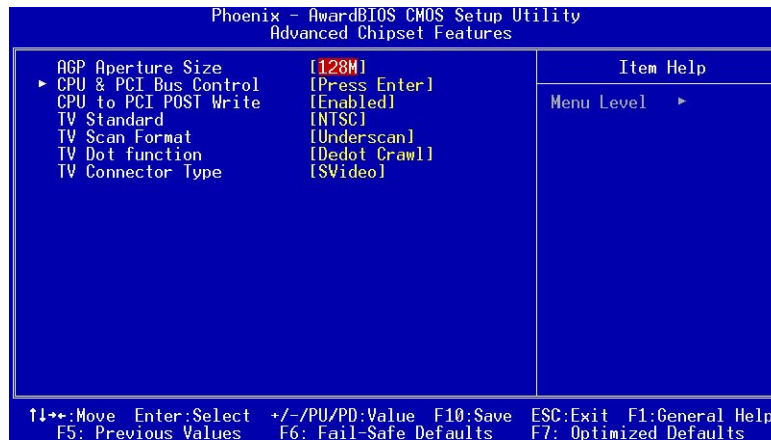 Phoenix - AwardBIOS CMOS Setup Utility
Advanced Chipset Features
AGP Aperture Size [128M]
► CPU & PCI Bus Control [Press Enter]
CPU to PCI POST Write [Enabled]
TV Standard [NTSC]
TV Scan Format [Underscan]
TV Dot function [Dedot Crawl]
TV Connector Type [SVideo]
Item Help
Menu Level ►
↑↓→←:Move Enter:Select +/-/PU/PD:Value F10:Save ESC:Exit F1:General Help
F5: Previous Values F6: Fail-Safe Defaults F7: Optimized Defaults